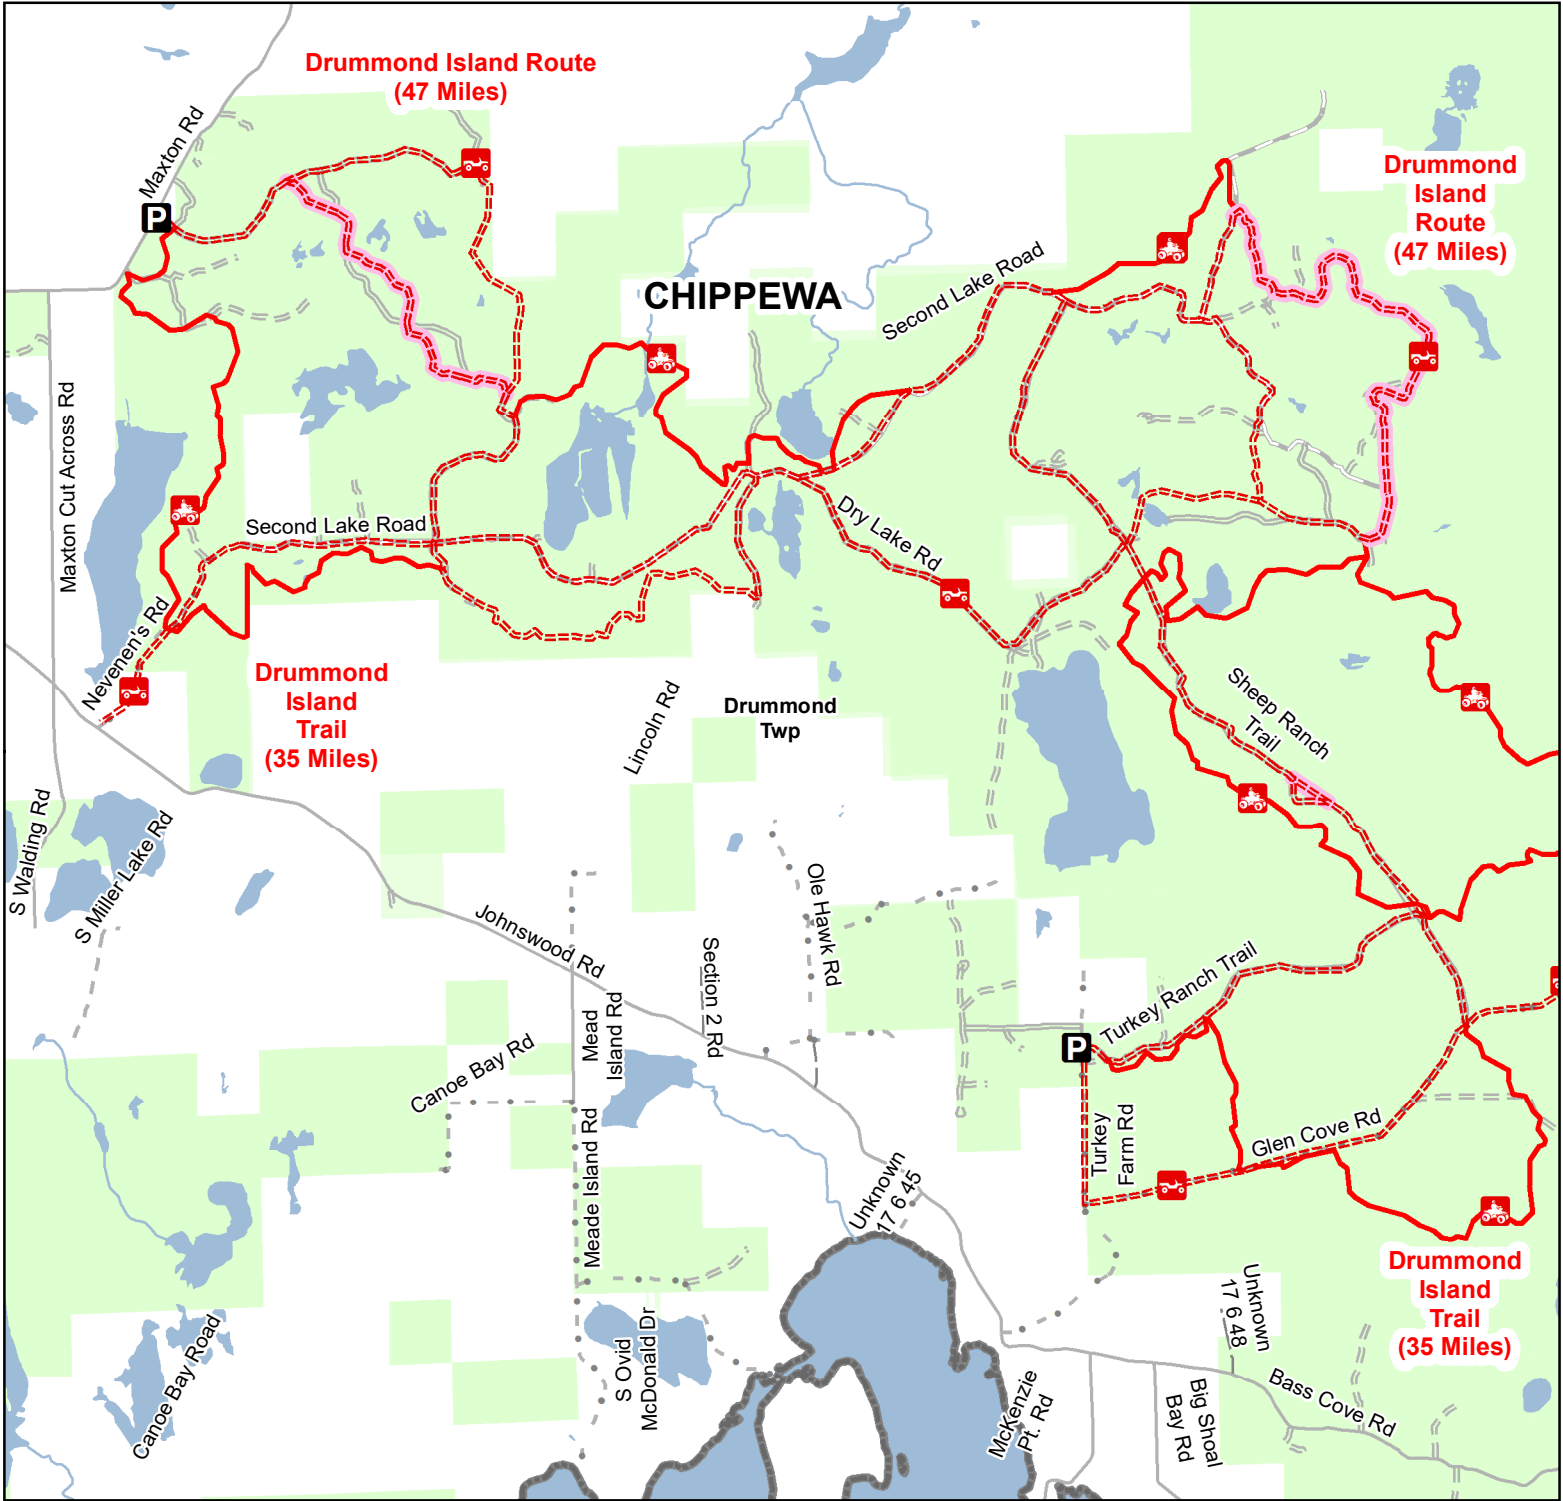 Drummond Island Route
(47 Miles)
Maxton Rd
P
Drummond
Island
Route
(47 Miles)
CHIPPEWA
Second Lake Road
Maxton Cut Across Rd
Second Lake Road
Dry Lake Rd
Nevenen's Rd
Drummond
Island
Trail
(35 Miles)
Lincoln Rd
Drummond
Twp
Sheep Ranch
Trail
S Walding Rd
S Miller Lake Rd
Johnswood Rd
Ole Hawk Rd
Section 2 Rd
Mead
Island Rd
Canoe Bay Rd
Turkey Ranch Trail
P
Turkey
Farm Rd
Glen Cove Rd
Meade Island Rd
Unknown
17 6 45
Drummond
Island
Trail
(35 Miles)
Unknown
17 6 48
S Ovid
McDonald Dr
Canoe Bay Road
McKenzie
Pt. Rd
Big Shoal
Bay Rd
Bass Cove Rd